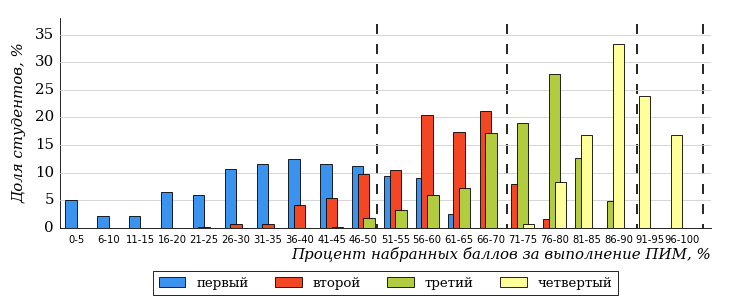 Доля студентов, %
35
30
25
20
15
10
5
0
0-5 6-10 11-15 16-20 21-25 26-30 31-35 36-40 41-45 46-50 51-55 56-60 61-65 66-70 71-75 76-80 81-85 86-90 91-95 96-100
Процент набранных баллов за выполнение ПИМ, %
первый второй третий четвертый